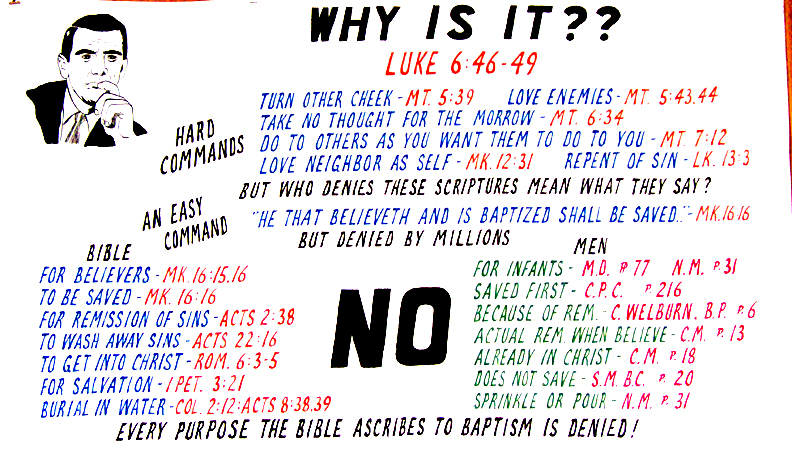 WHY IS IT??
LUKE 6:46-49
HARD COMMANDS
TURN OTHER CHEEK - MT. 5:39 LOVE ENEMIES - MT. 5:43.44
TAKE NO THOUGHT FOR THE MORROW - MT. 6:34
DO TO OTHERS AS YOU WANT THEM TO DO TO YOU - MT. 7:12
LOVE NEIGHBOR AS SELF - MK. 12:31 REPENT OF SIN - LK. 13:3
BUT WHO DENIES THESE SCRIPTURES MEAN WHAT THEY SAY?
AN EASY COMMAND
"HE THAT BELIEVETH AND IS BAPTIZED SHALL BE SAVED.." - MK.16:16
BUT DENIED BY MILLIONS
BIBLE
FOR BELIEVERS - MK. 16:15.16
TO BE SAVED - MK. 16:16
FOR REMISSION OF SINS - ACTS 2:38
TO WASH AWAY SINS - ACTS 22:16
TO GET INTO CHRIST - ROM. 6:3-5
FOR SALVATION - I PET. 3:21
BURIAL IN WATER - COL. 2:12: ACTS 8:38.39
NO
MEN
FOR INFANTS - M.D. P 77 N.M. P. 31
SAVED FIRST - C.P.C. P. 216
BECAUSE OF REM. - C. WELBURN. B.P. P. 6
ACTUAL REM. WHEN BELIEVE - C.M. P. 13
ALREADY IN CHRIST - C.M. P. 18
DOES NOT SAVE - S.M.B.C. P. 20
SPRINKLE OR POUR - N.M. P. 31
EVERY PURPOSE THE BIBLE ASCRIBES TO BAPTISM IS DENIED!